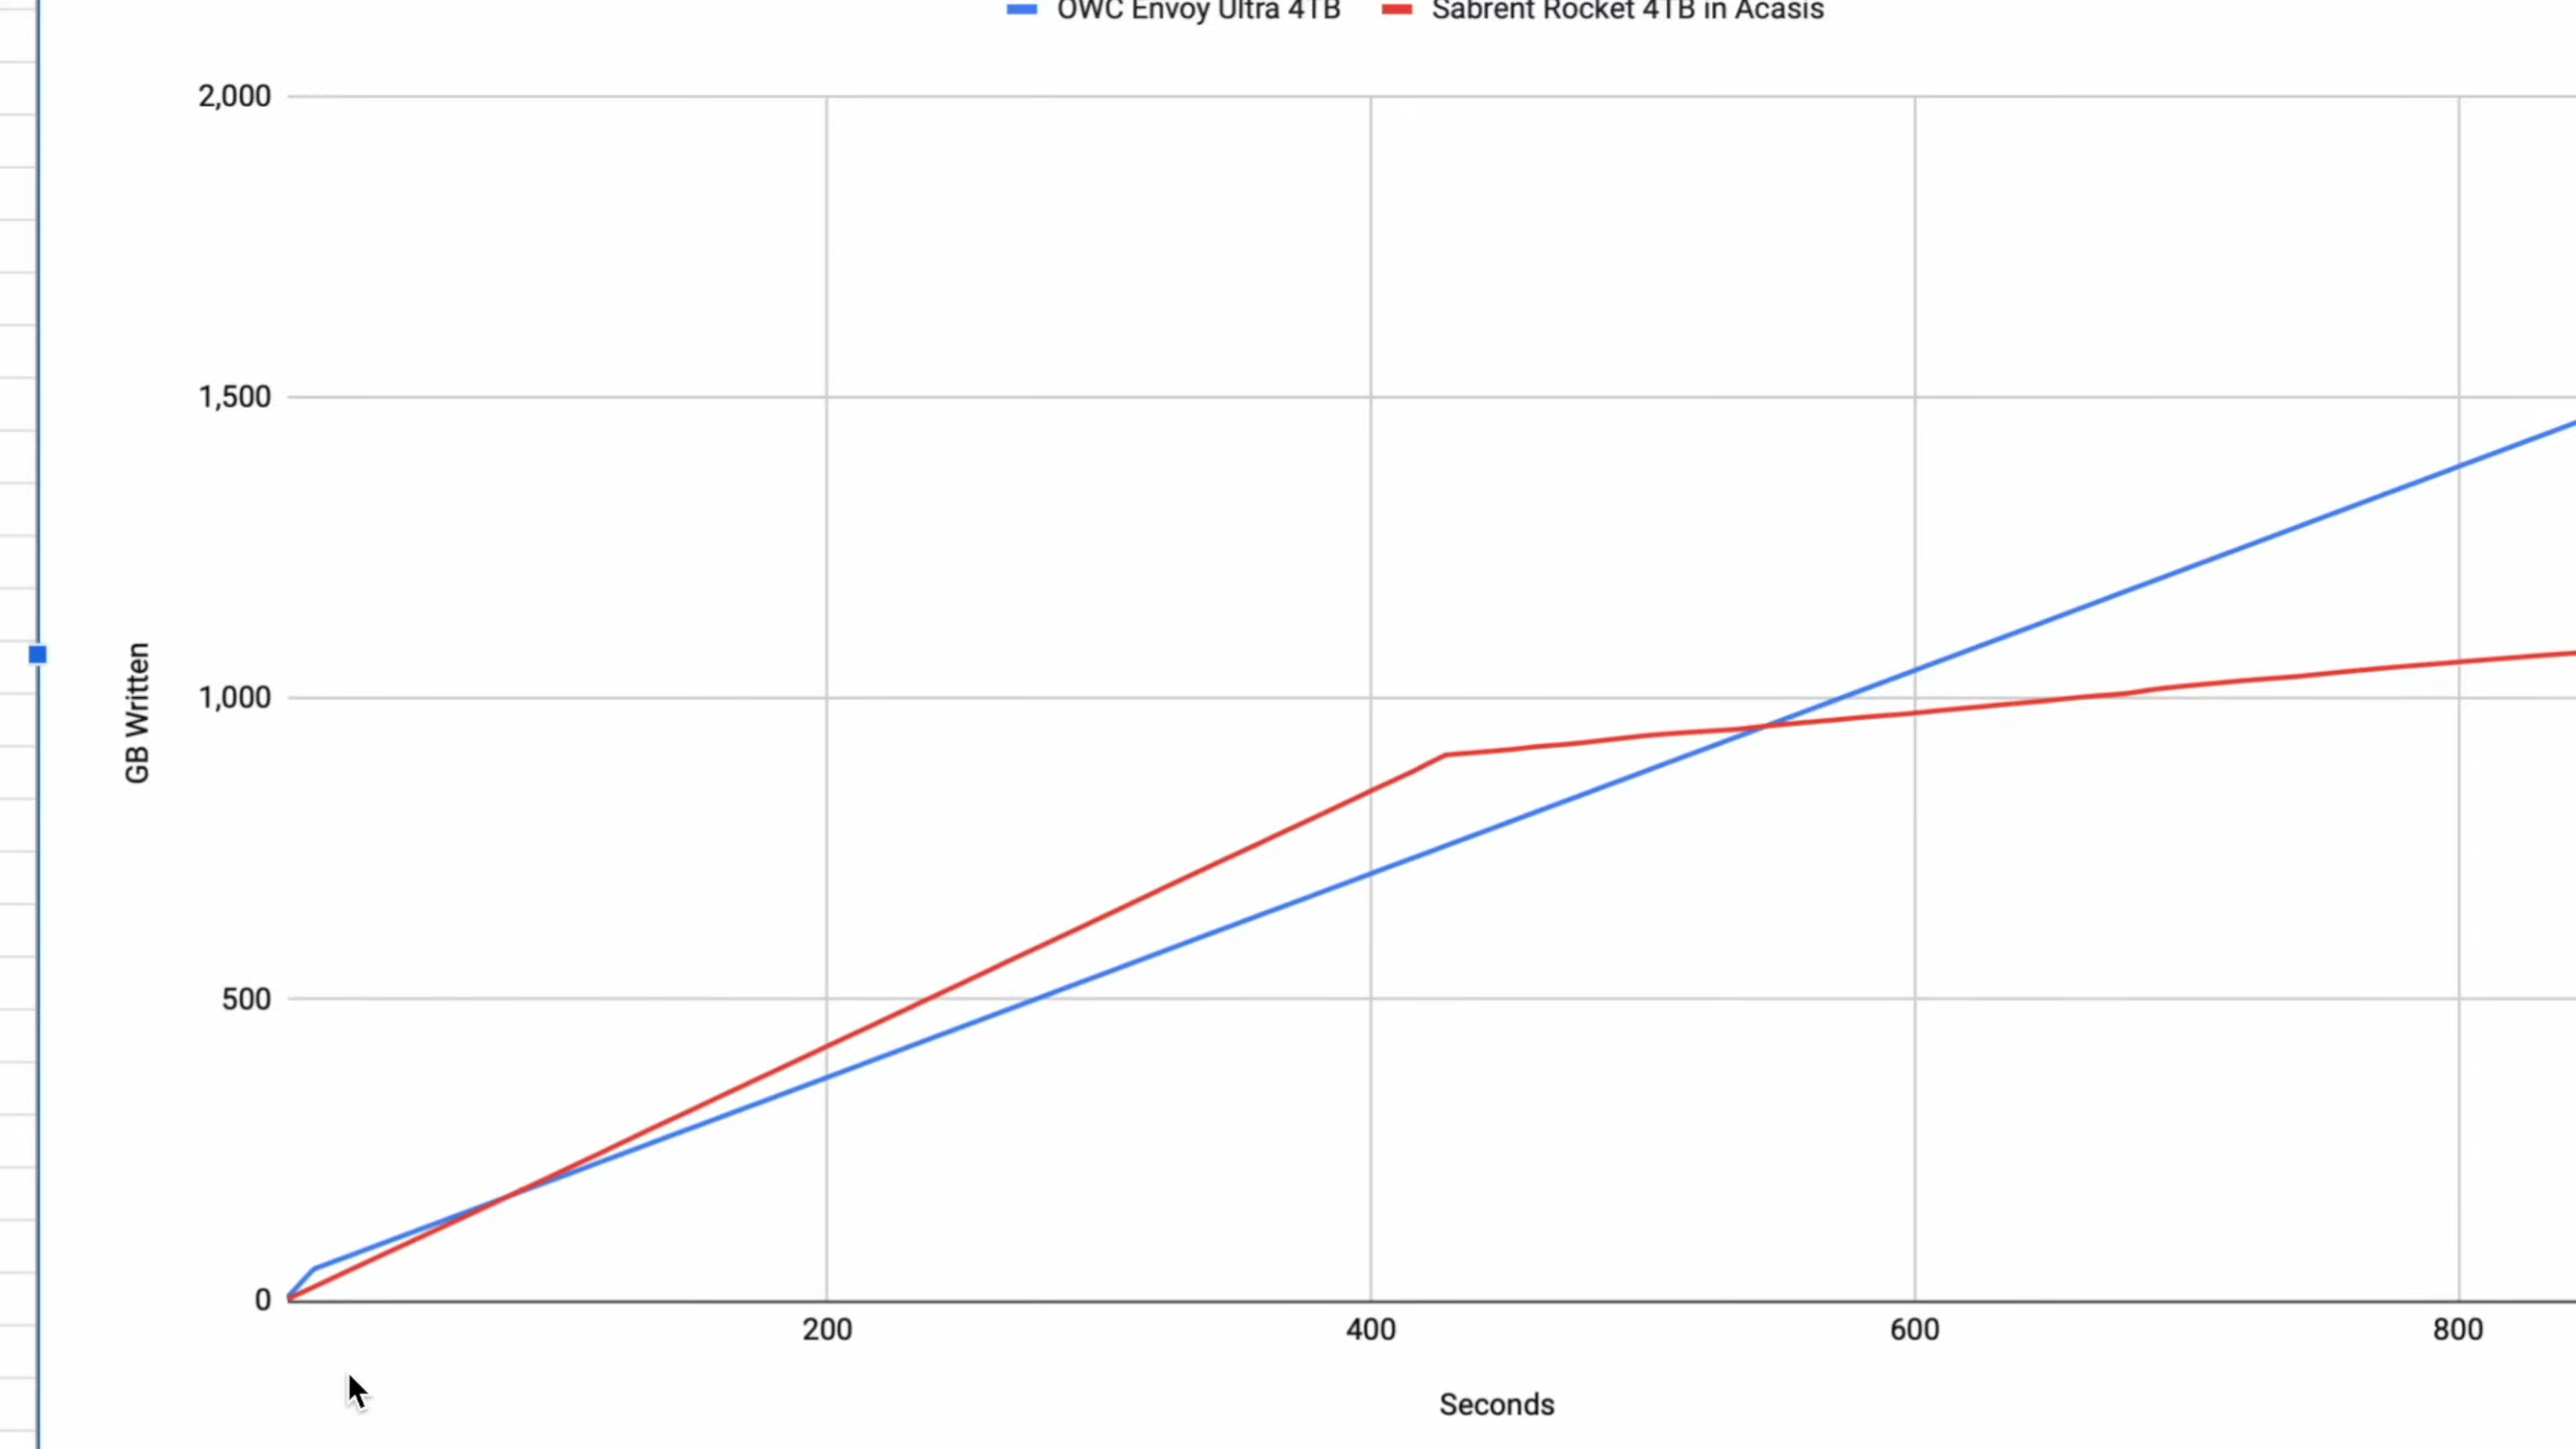 OWC Envoy Ultra 4TB Sabrent Rocket 4TB in Acasis
2,000
1,500
1,000
500
0
GB Written
200 400 600 800
Seconds